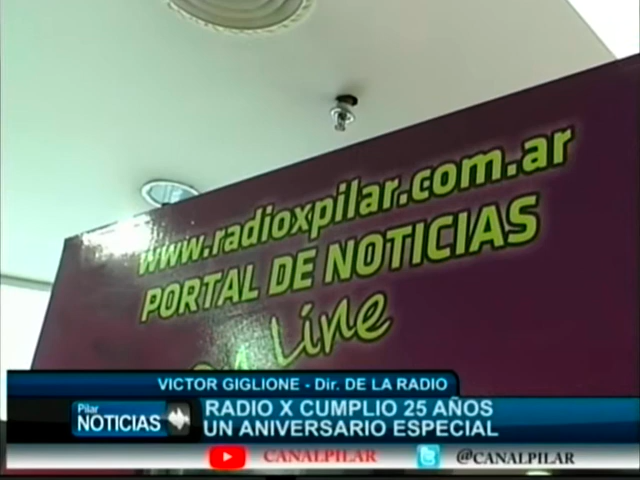 www.radioxpilar.com.ar
PORTAL DE NOTICIAS
Line
VICTOR GIGLIONE - Dir. DE LA RADIO
Pilar
NOTICIAS
RADIO X CUMPLIO 25 AÑOS
UN ANIVERSARIO ESPECIAL
CANALPILAR
@CANALPILAR